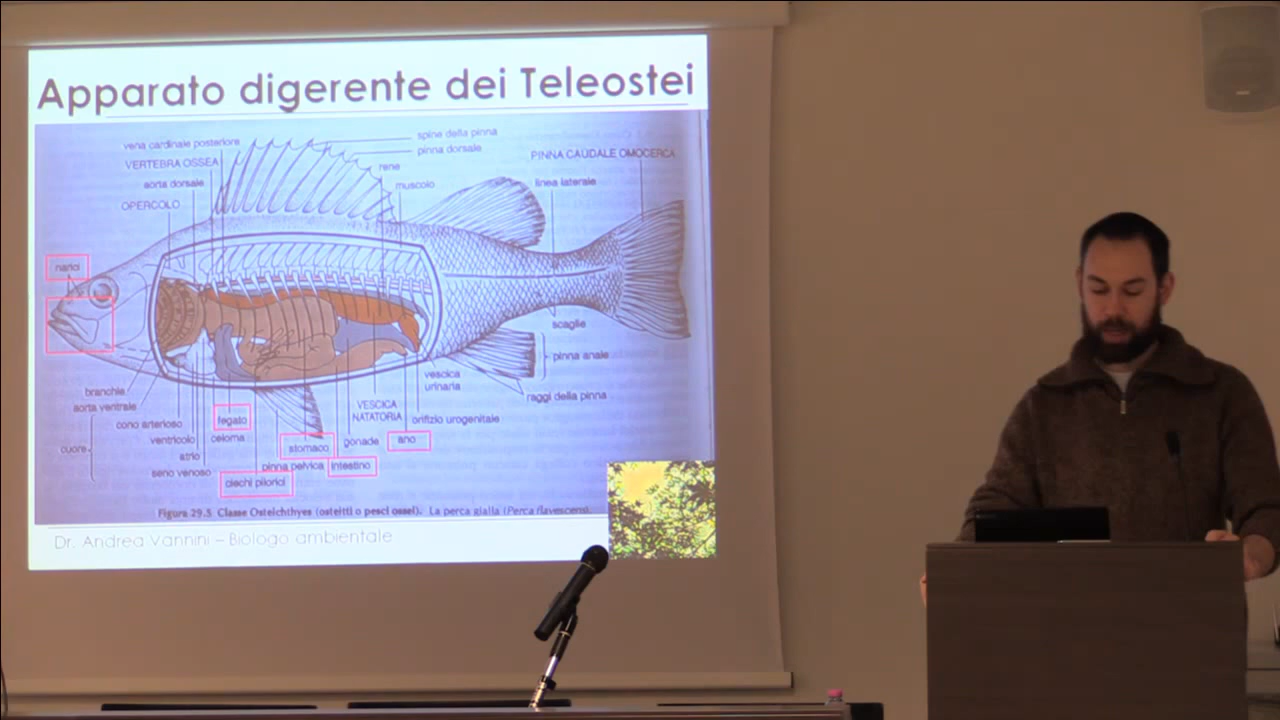 Apparato digerente dei Teleostei
spine della pinna
vena cardinale posteriore
pinna dorsale
VERTEBRA OSSEA
rene
PINNA CAUDALE OMOCERCA
aorta dorsale
muscolo
linea laterale
OPERCOLO
narici
scaglie
pinna anale
vescica
urinaria
branchie
raggi della pinna
aorta ventrale
VESCICA
NATATORIA
cono arterioso
fegato
orifizio urogenitale
ventricolo
celoma
gonade
ano
cuore
stomaco
atrio
pinna pelvica
intestino
seno venoso
ciechi pilorici
Figura 29.5 Classe Osteichthyes (osteitti o pesci ossei). La perca gialla (Perca flavescens).
Dr. Andrea Vannini – Biologo ambientale